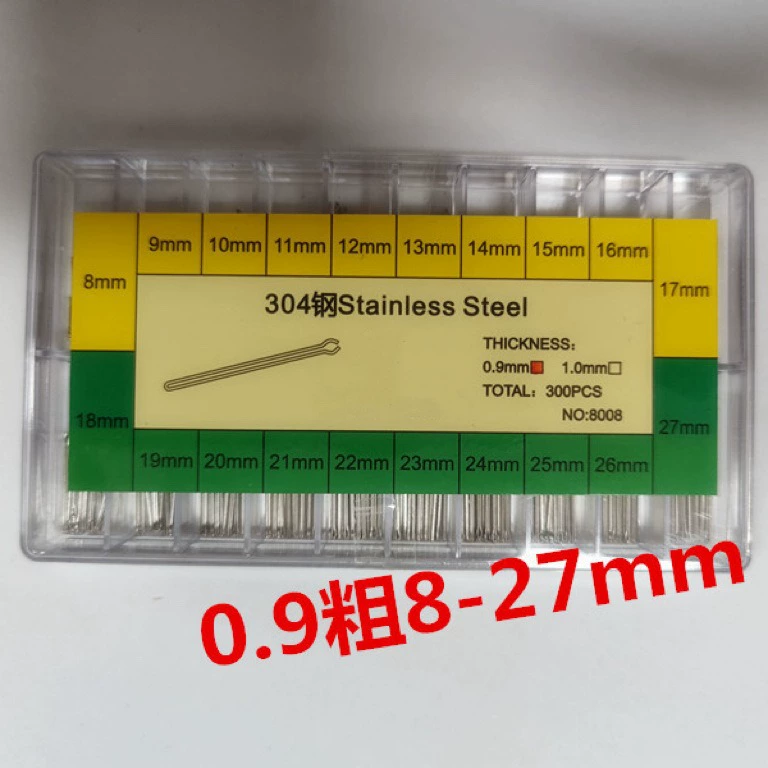 9mm 10mm 11mm 12mm 13mm 14mm 15mm 16mm
8mm
17mm
304钢Stainless Steel
THICKNESS:
0.9mm 1.0mm
TOTAL: 300PCS
NO:8008
18mm
27mm
19mm 20mm 21mm 22mm 23mm 24mm 25mm 26mm
0.9粗8-27mm